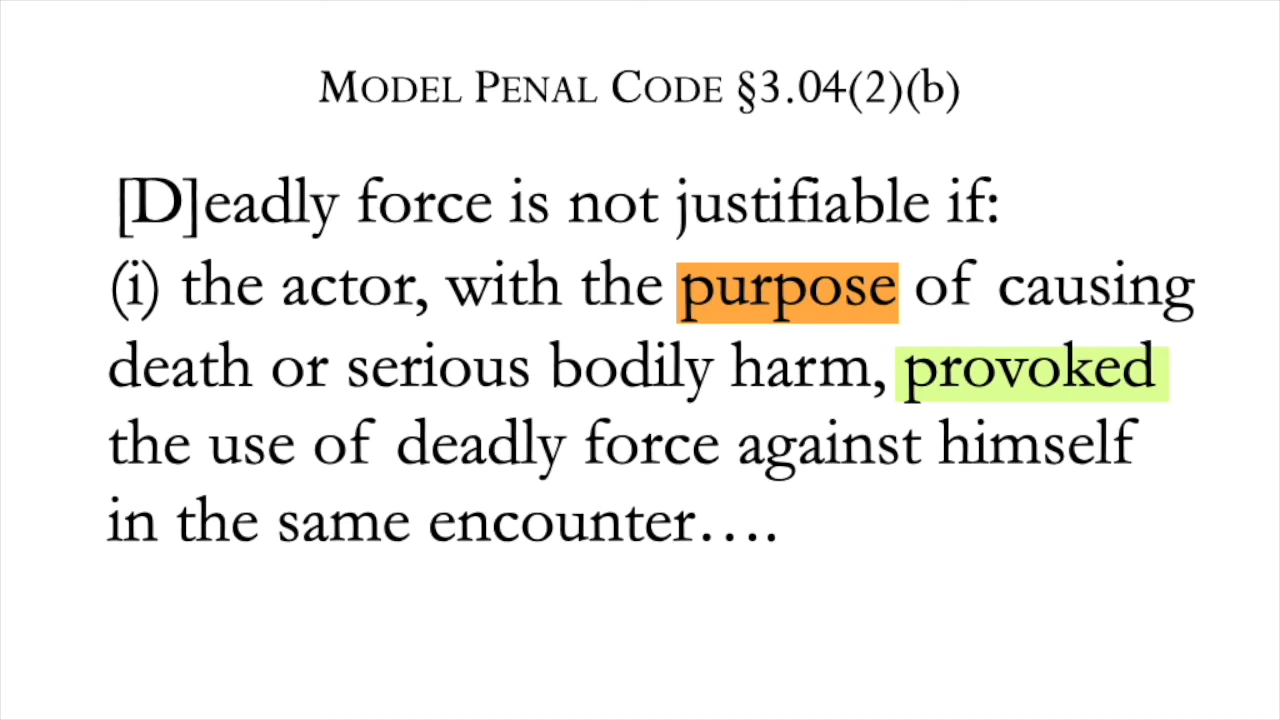 MODEL PENAL CODE §3.04(2)(b)
[D]eadly force is not justifiable if:
(i) the actor, with the purpose of causing
death or serious bodily harm, provoked
the use of deadly force against himself
in the same encounter….